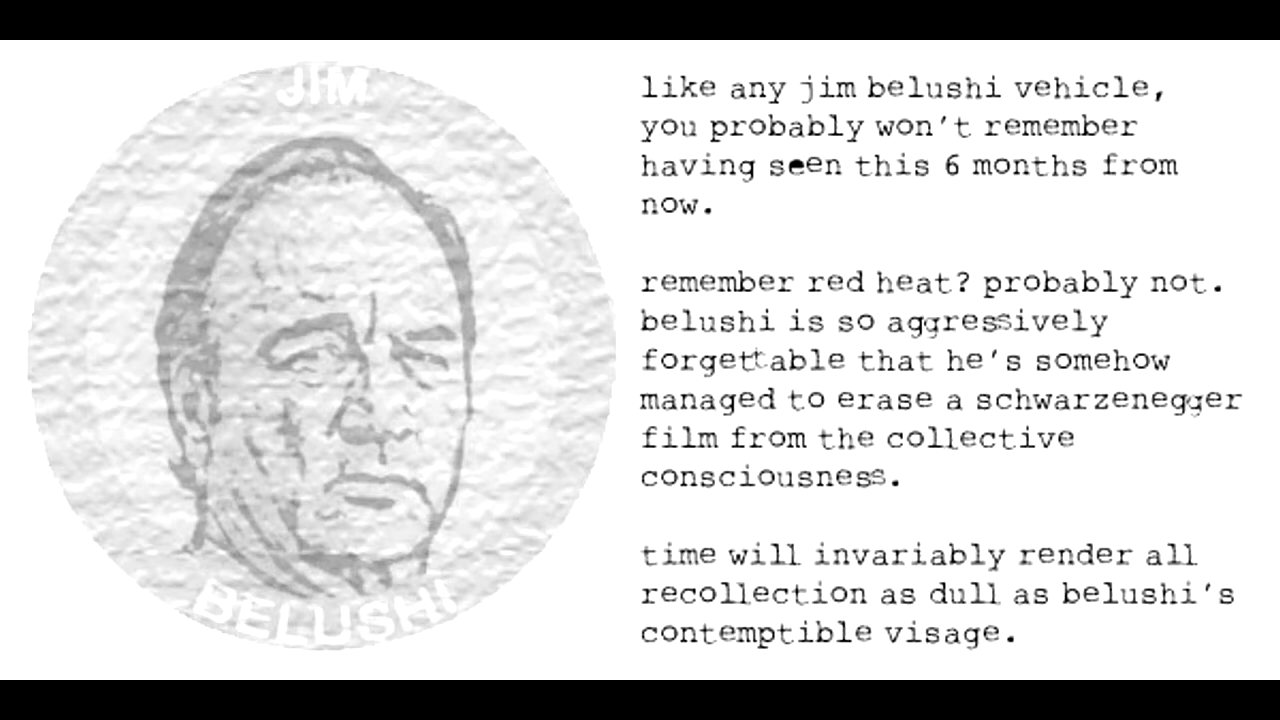 JIM
BELUSHI
like any jim belushi vehicle,
you probably won't remember
having seen this 6 months from
now.
remember red heat? probably not.
belushi is so aggressively
forgettable that he's somehow
managed to erase a schwarzenegger
film from the collective
consciousness.
time will invariably render all
recollection as dull as belushi's
contemptible visage.